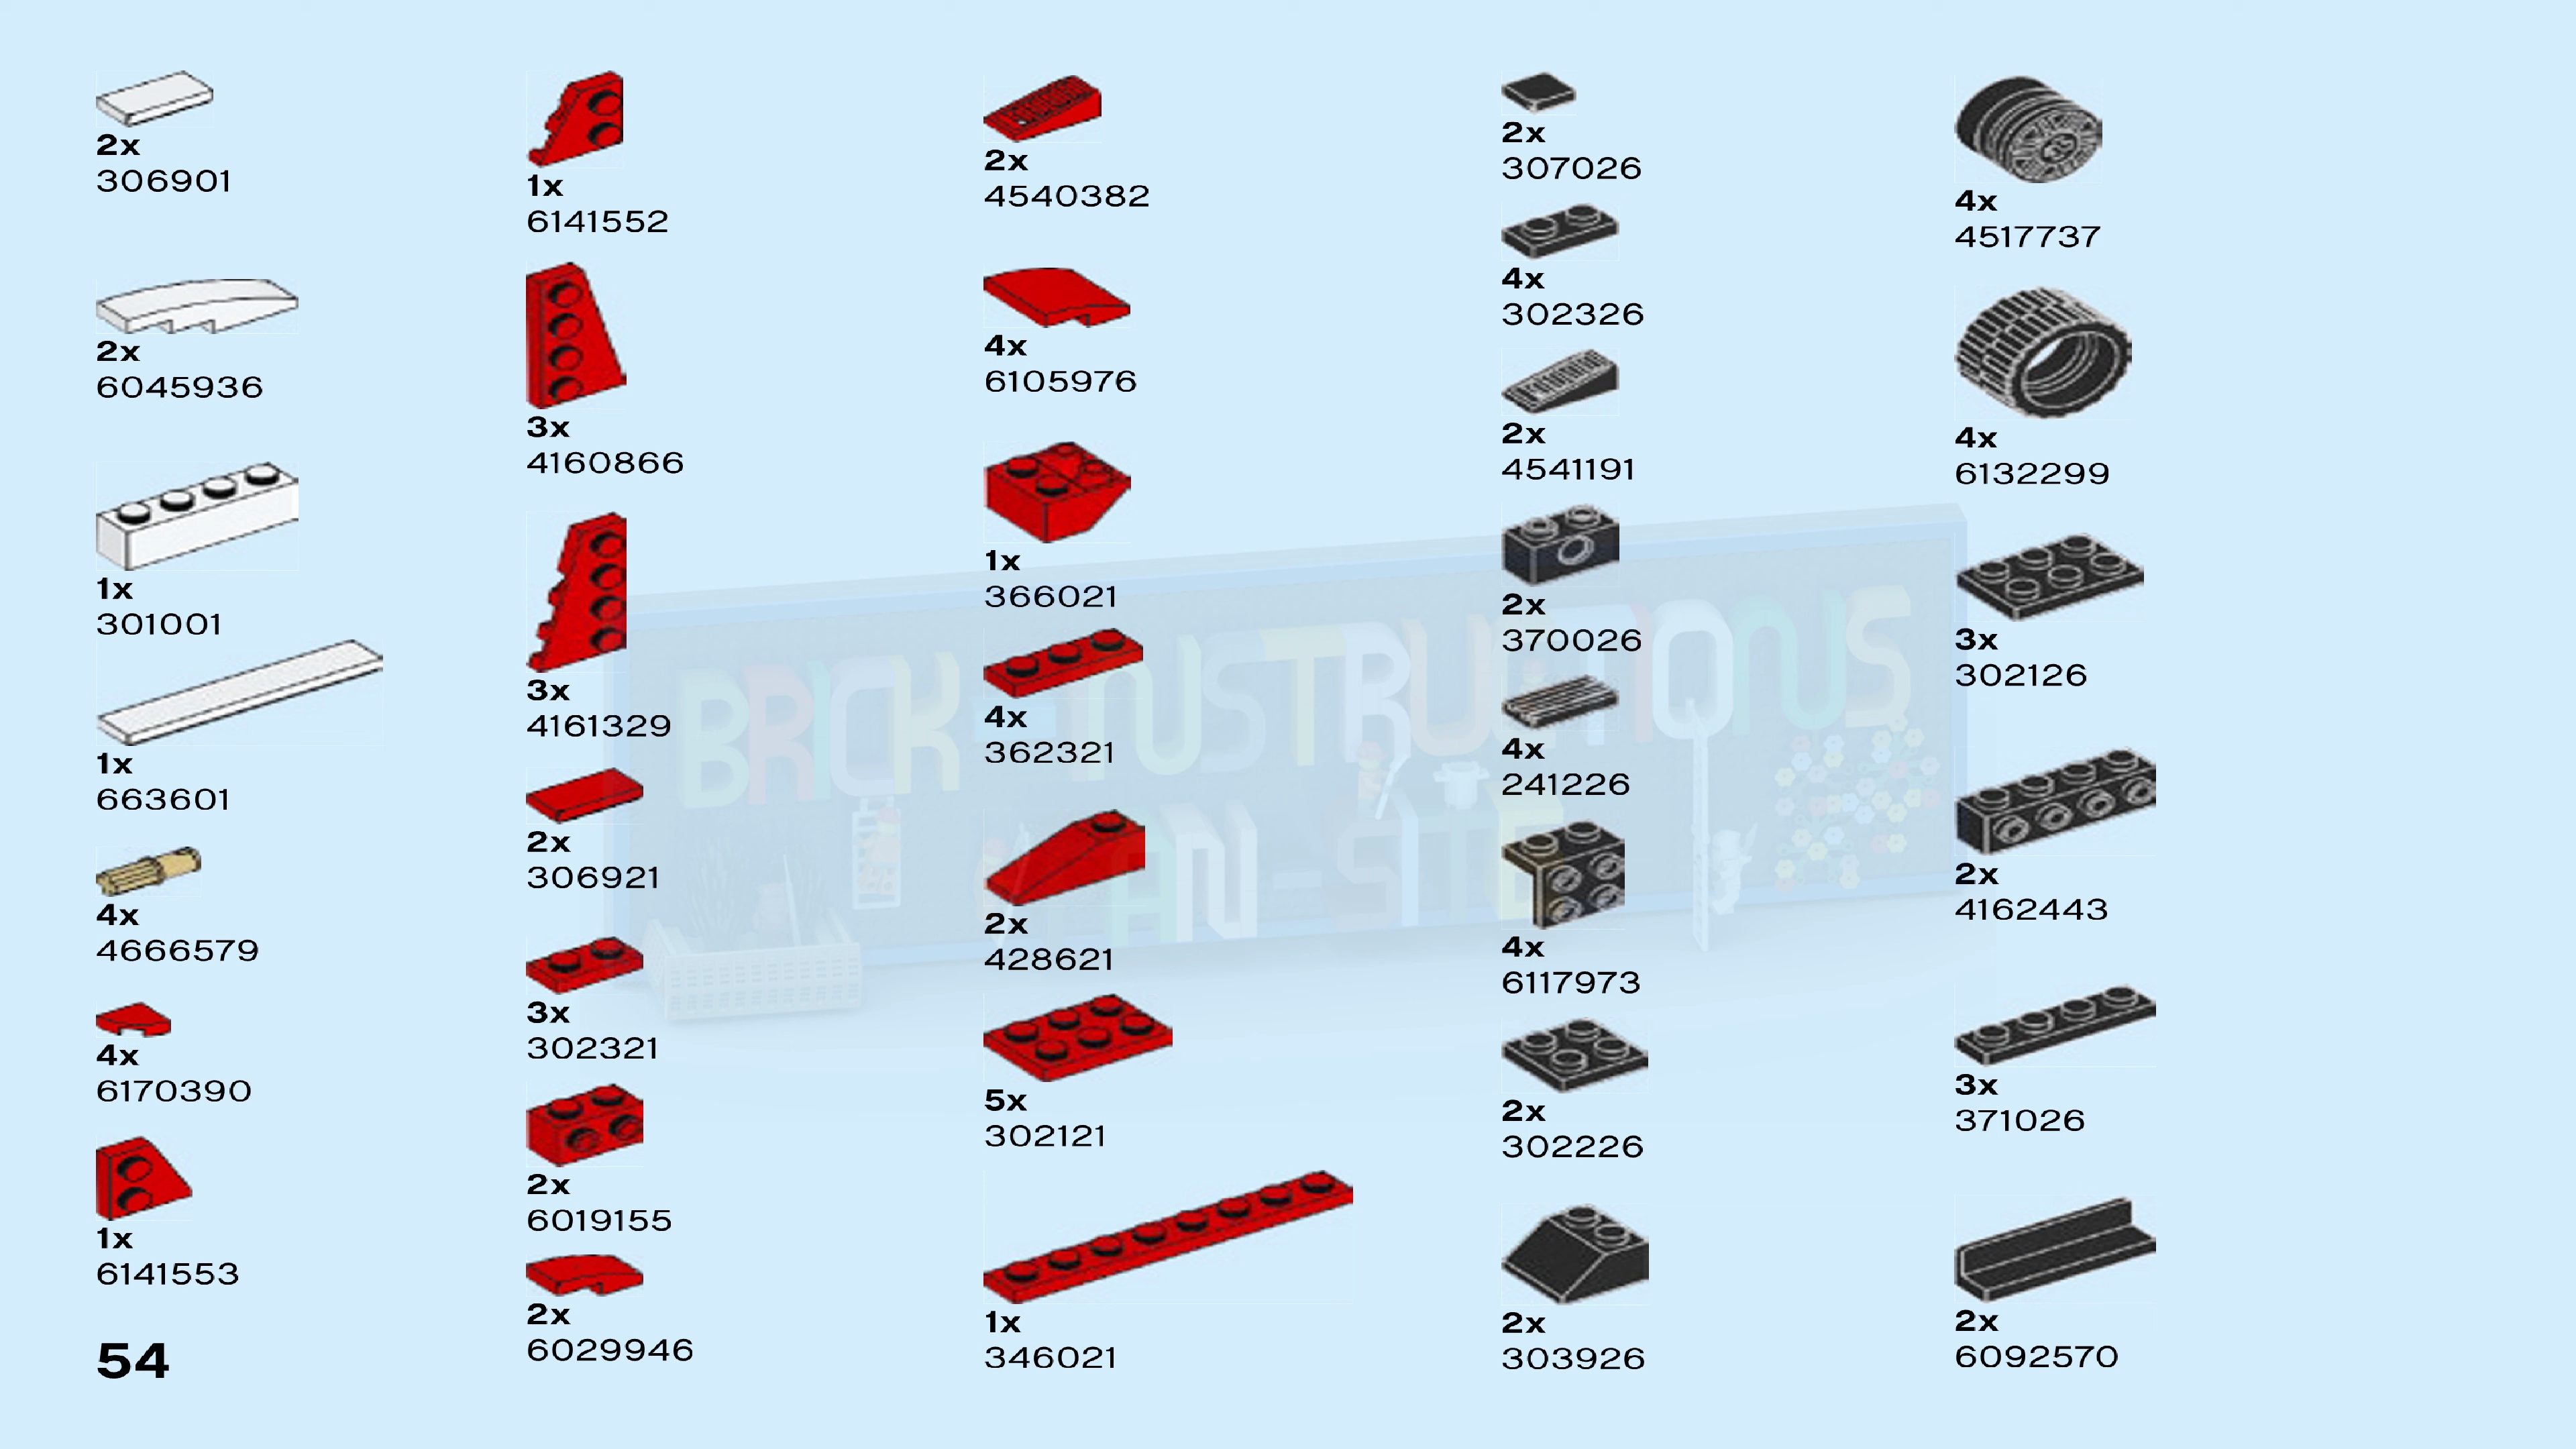 2x
306901
2x
6045936
1x
301001
1x
663601
4x
4666579
4x
6170390
1x
6141553
54
1x
6141552
3x
4160866
3x
4161329
2x
306921
3x
302321
2x
6019155
2x
6029946
2x
4540382
4x
6105976
1x
366021
4x
362321
2x
428621
5x
302121
1x
346021
2x
307026
4x
302326
2x
4541191
2x
370026
4x
241226
4x
6117973
2x
302226
2x
303926
4x
4517737
4x
6132299
3x
302126
2x
4162443
3x
371026
2x
6092570
BRICK-INSTRUCTIONS